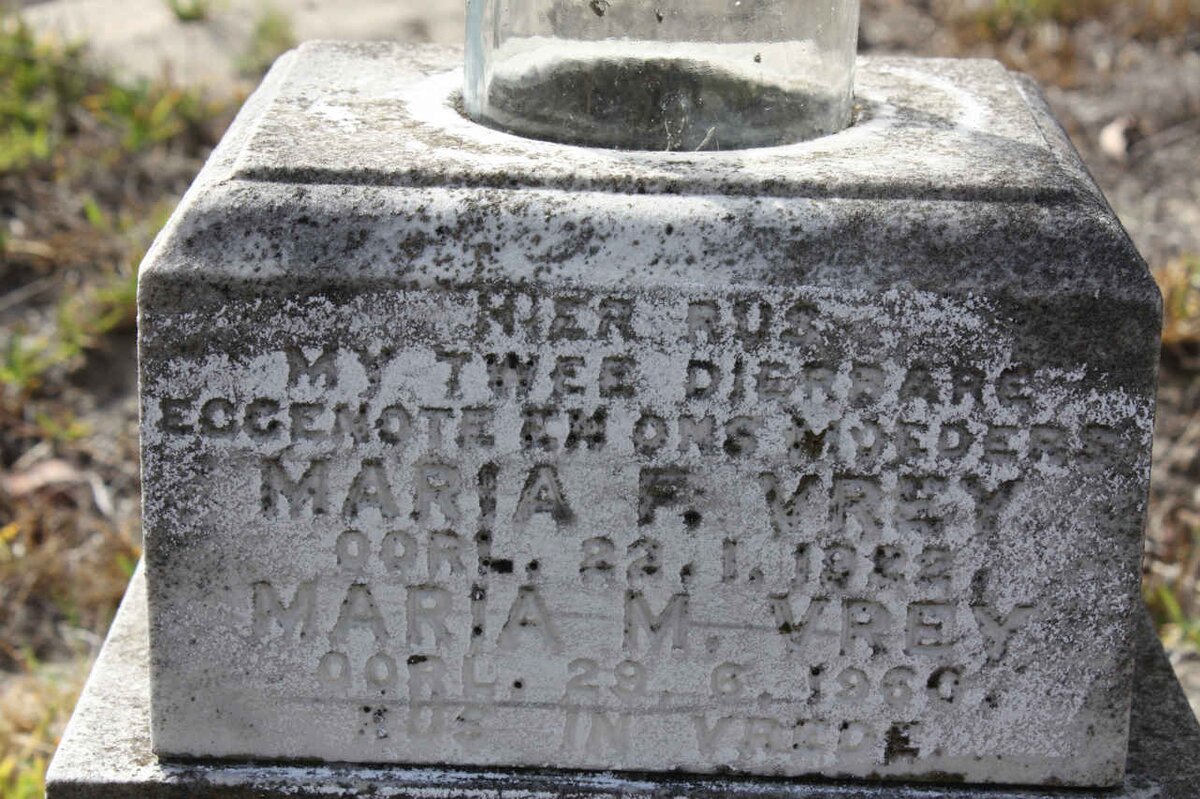 HIER RUS
MY TWEE DIERBARE
EGGENOTE EN ONS MOEDERS
MARIA F. VREY
OORL. 22.1.1922
MARIA M. VREY
OORL. 29.6.1960
RUS IN VREDE